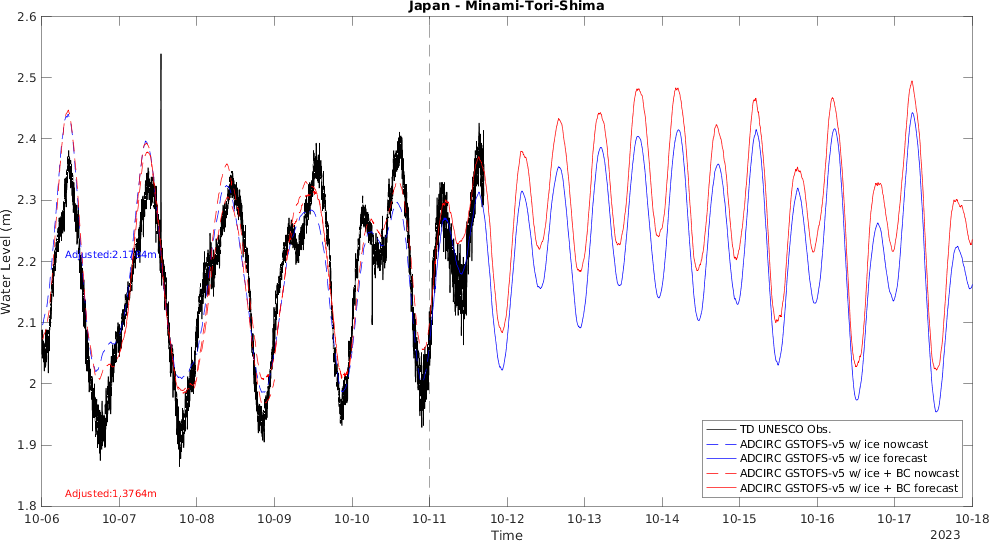 Japan - Minami-Tori-Shima
2.6
2.5
2.4
2.3
2.2
2.1
2
1.9
1.8
Water Level (m)
Adjusted:2.1784m
Adjusted:1.3764m
TD UNESCO Obs.
ADCIRC GSTOFS-v5 w/ ice nowcast
ADCIRC GSTOFS-v5 w/ ice forecast
ADCIRC GSTOFS-v5 w/ ice + BC nowcast
ADCIRC GSTOFS-v5 w/ ice + BC forecast
10-06 10-07 10-08 10-09 10-10 10-11 10-12 10-13 10-14 10-15 10-16 10-17 10-18
Time
2023